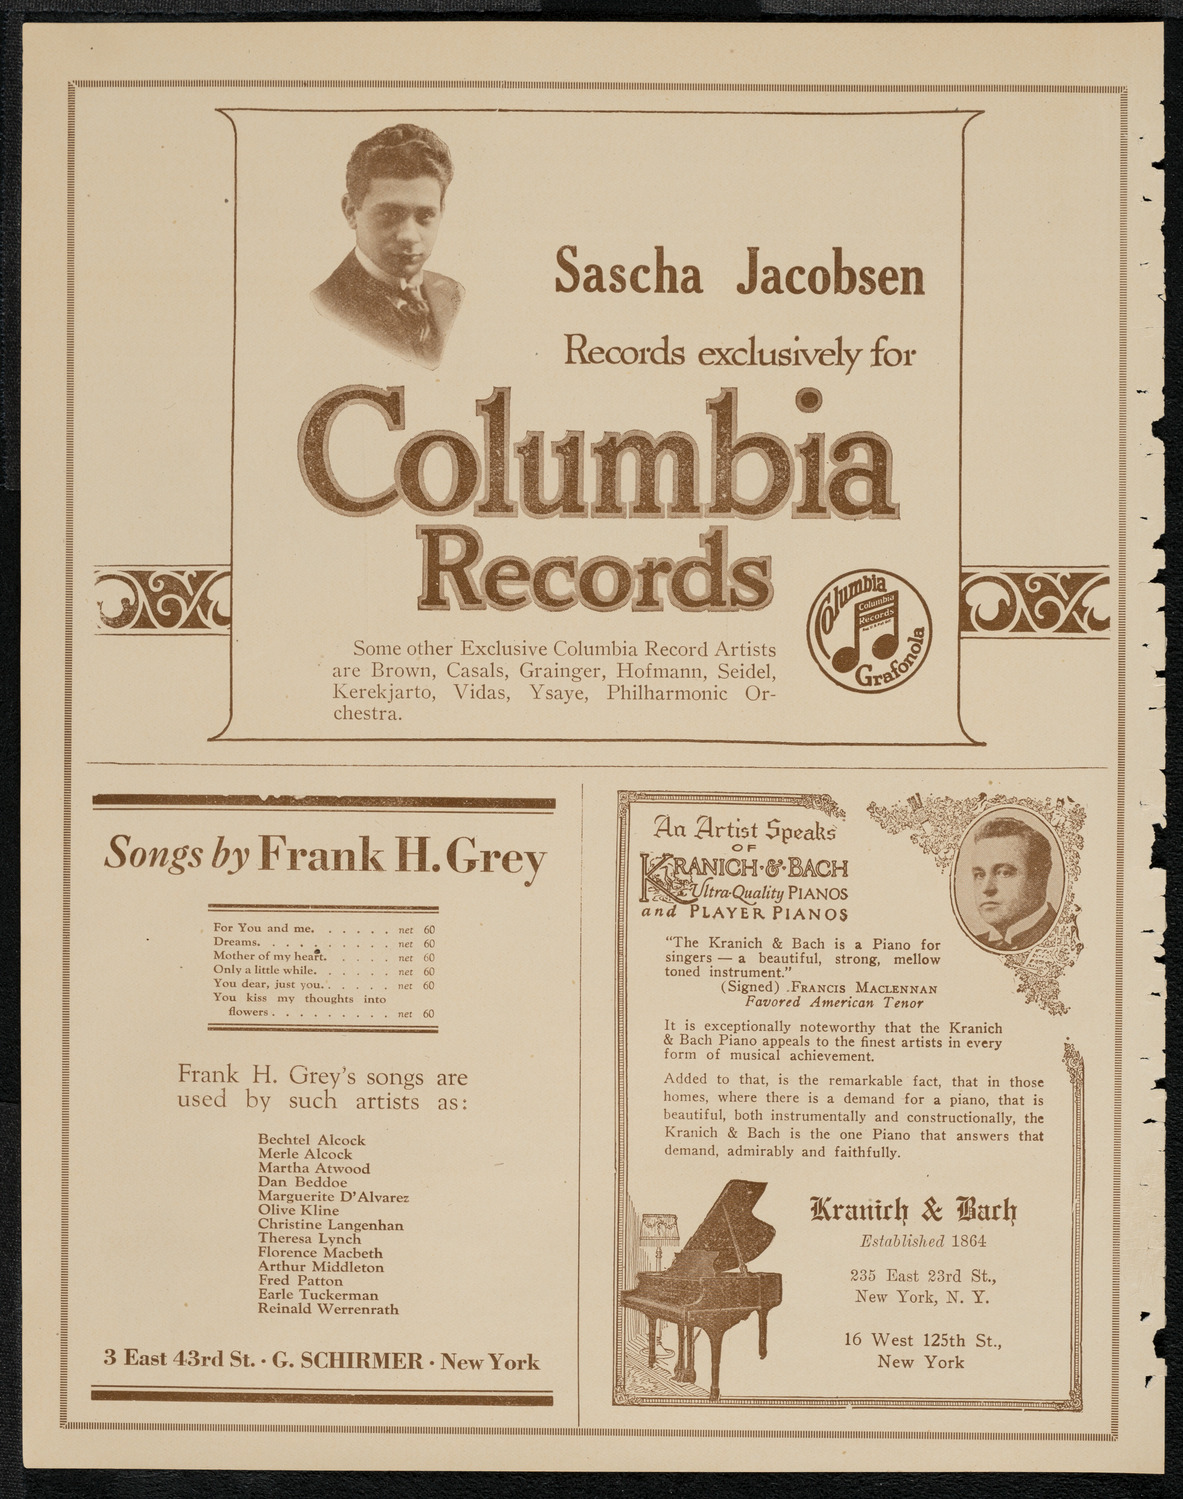 Sascha Jacobsen
Records exclusively for
Columbia
Records
Columbia
Columbia
Records
Grafonola
Some other Exclusive Columbia Record Artists
are Brown, Casals, Grainger, Hofmann, Seidel,
Kerekjarto, Vidas, Ysaye, Philharmonic Or-
chestra.
Songs by Frank H. Grey
For You and me. . . . . . net 60
Dreams. . . . . . . . . net 60
Mother of my heart. . . . . net 60
Only a little while. . . . . . net 60
You dear, just you. . . . . . net 60
You kiss my thoughts into
flowers . . . . . . . . . net 60
Frank H. Grey's songs are
used by such artists as:
Bechtel Alcock
Merle Alcock
Martha Atwood
Dan Beddoe
Marguerite D'Alvarez
Olive Kline
Christine Langenhan
Theresa Lynch
Florence Macbeth
Arthur Middleton
Fred Patton
Earle Tuckerman
Reinald Werrenrath
3 East 43rd St. · G. SCHIRMER · New York
An Artist Speaks
OF
KRANICH·&·BACH
Ultra-Quality PIANOS
and PLAYER PIANOS
"The Kranich & Bach is a Piano for
singers — a beautiful, strong, mellow
toned instrument."
(Signed) .FRANCIS MACLENNAN
Favored American Tenor
It is exceptionally noteworthy that the Kranich
& Bach Piano appeals to the finest artists in every
form of musical achievement.
Added to that, is the remarkable fact, that in those
homes, where there is a demand for a piano, that is
beautiful, both instrumentally and constructionally, the
Kranich & Bach is the one Piano that answers that
demand, admirably and faithfully.
Kranich & Bach
Established 1864
235 East 23rd St.,
New York, N. Y.
16 West 125th St.,
New York